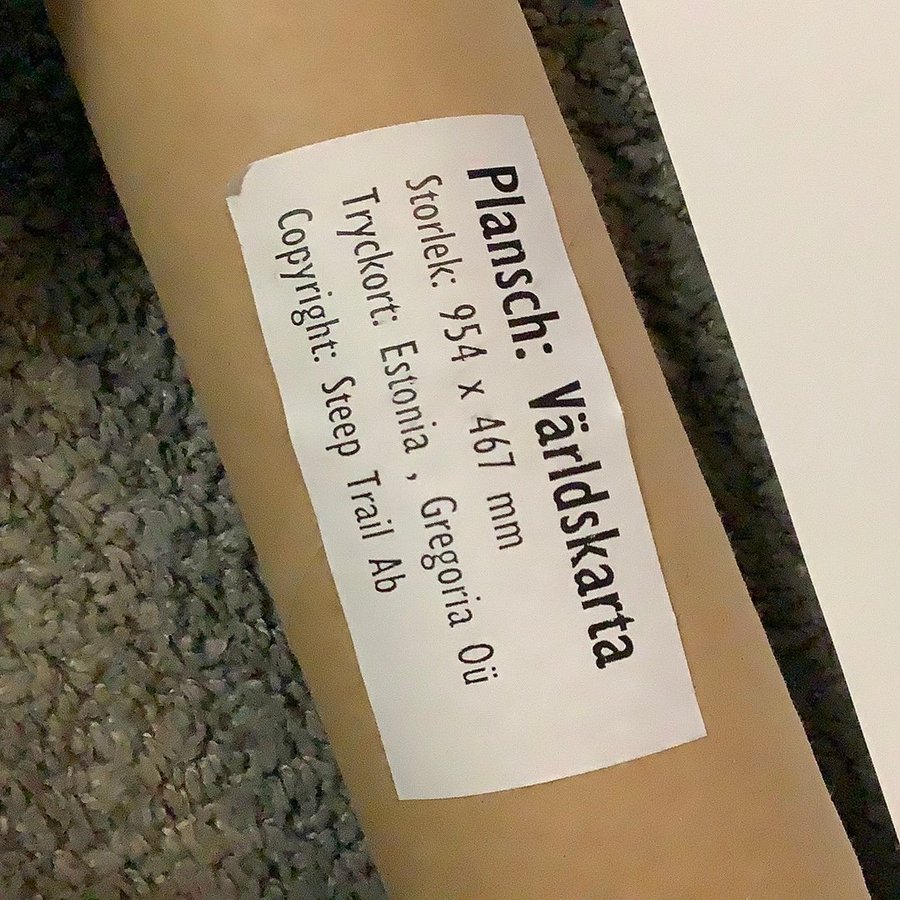 Plansch: Världskarta
Storlek: 954 x 467 mm
Tryckort: Estonia , Gregoria Oü
Copyright: Steep Trail Ab